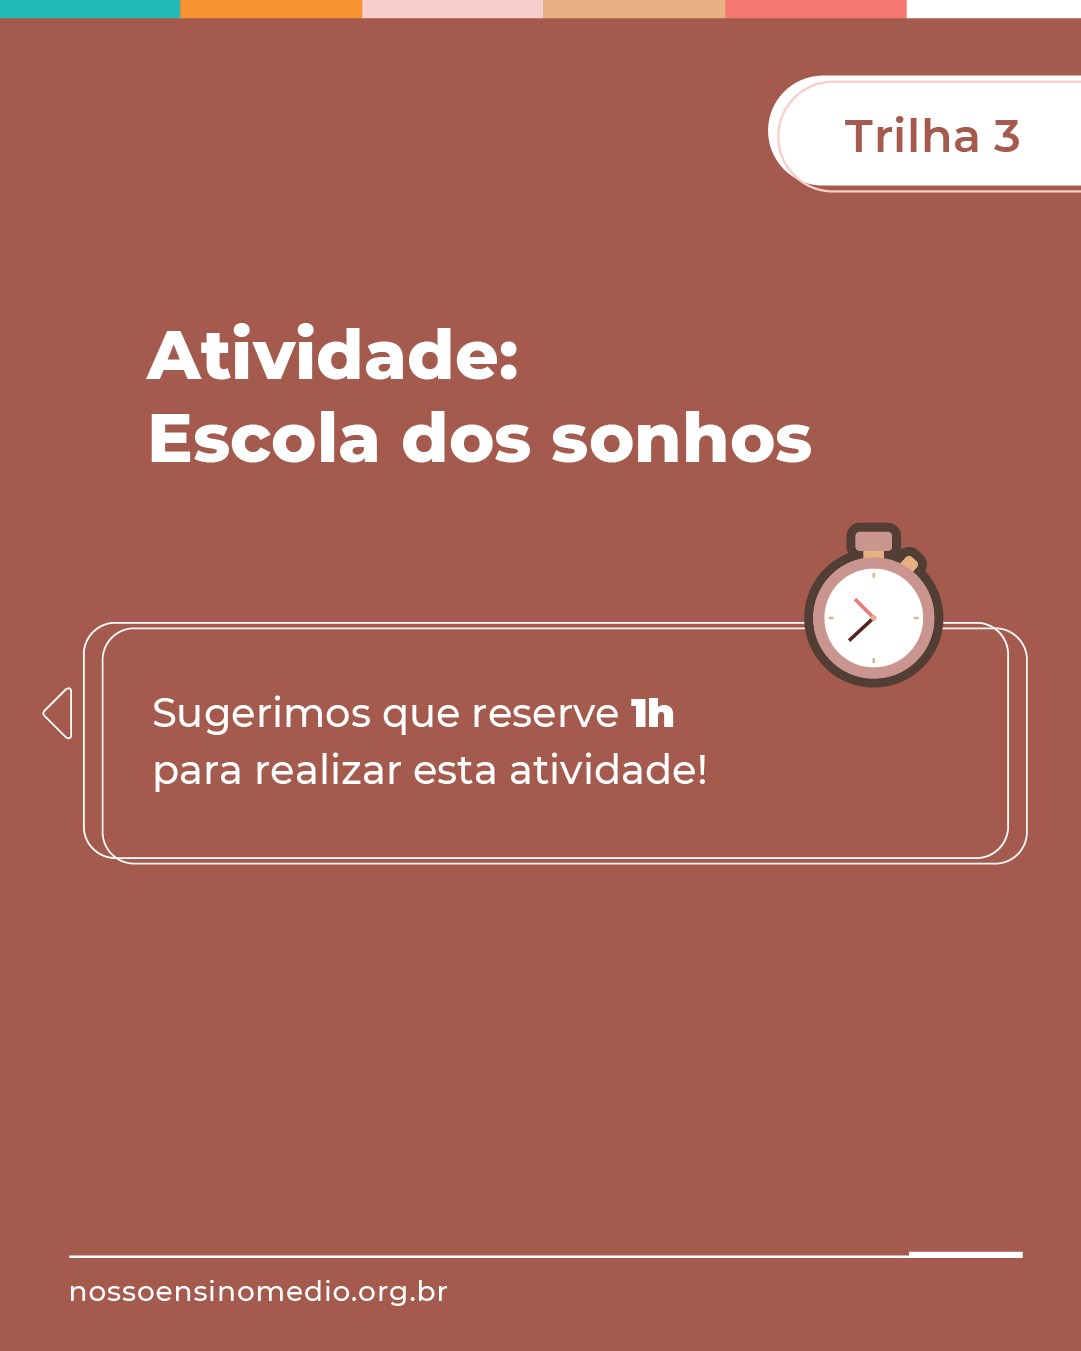 Trilha 3
Atividade:
Escola dos sonhos
Sugerimos que reserve 1h
para realizar esta atividade!
nossoensinomedio.org.br